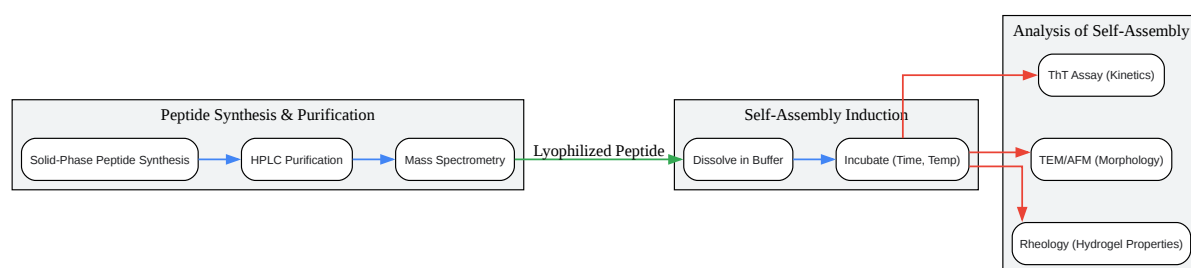 Peptide Synthesis & Purification
Solid-Phase Peptide Synthesis
HPLC Purification
Mass Spectrometry
Lyophilized Peptide
Self-Assembly Induction
Dissolve in Buffer
Incubate (Time, Temp)
Analysis of Self-Assembly
ThT Assay (Kinetics)
TEM/AFM (Morphology)
Rheology (Hydrogel Properties)